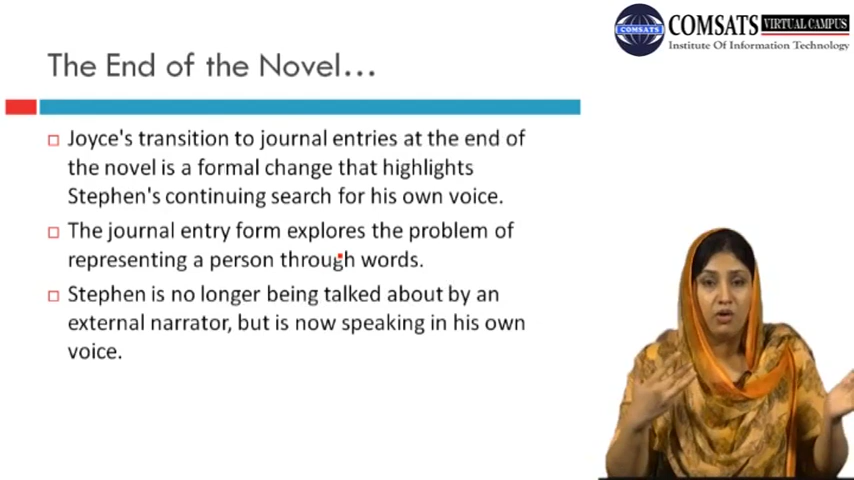 COMSATS VIRTUAL CAMPUS
COMSATS Institute Of Information Technology
The End of the Novel...
Joyce's transition to journal entries at the end of
the novel is a formal change that highlights
Stephen's continuing search for his own voice.
The journal entry form explores the problem of
representing a person through words.
Stephen is no longer being talked about by an
external narrator, but is now speaking in his own
voice.